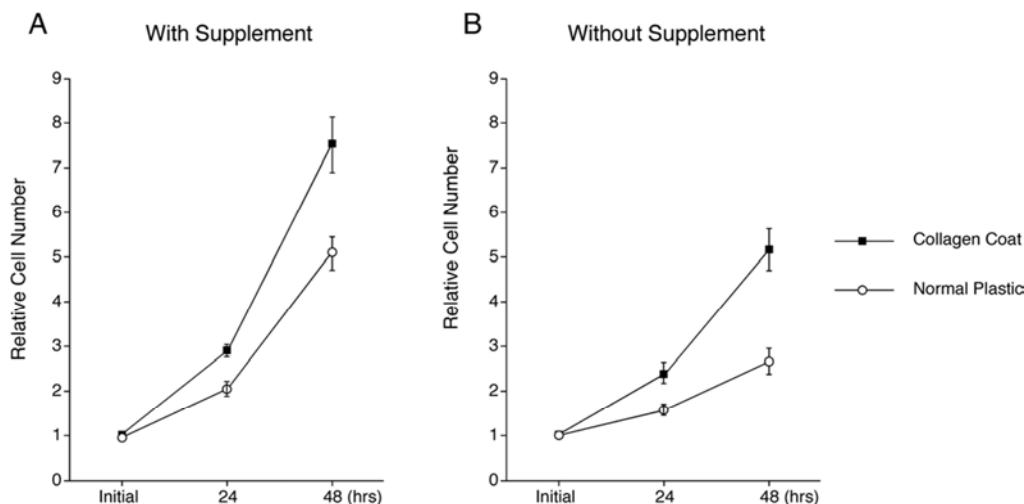 A
With Supplement
B
Without Supplement
Relative Cell Number
9
8
7
6
5
4
3
2
1
0
Initial
24
48 (hrs)
Relative Cell Number
9
8
7
6
5
4
3
2
1
0
Initial
24
48 (hrs)
Collagen Coat
Normal Plastic